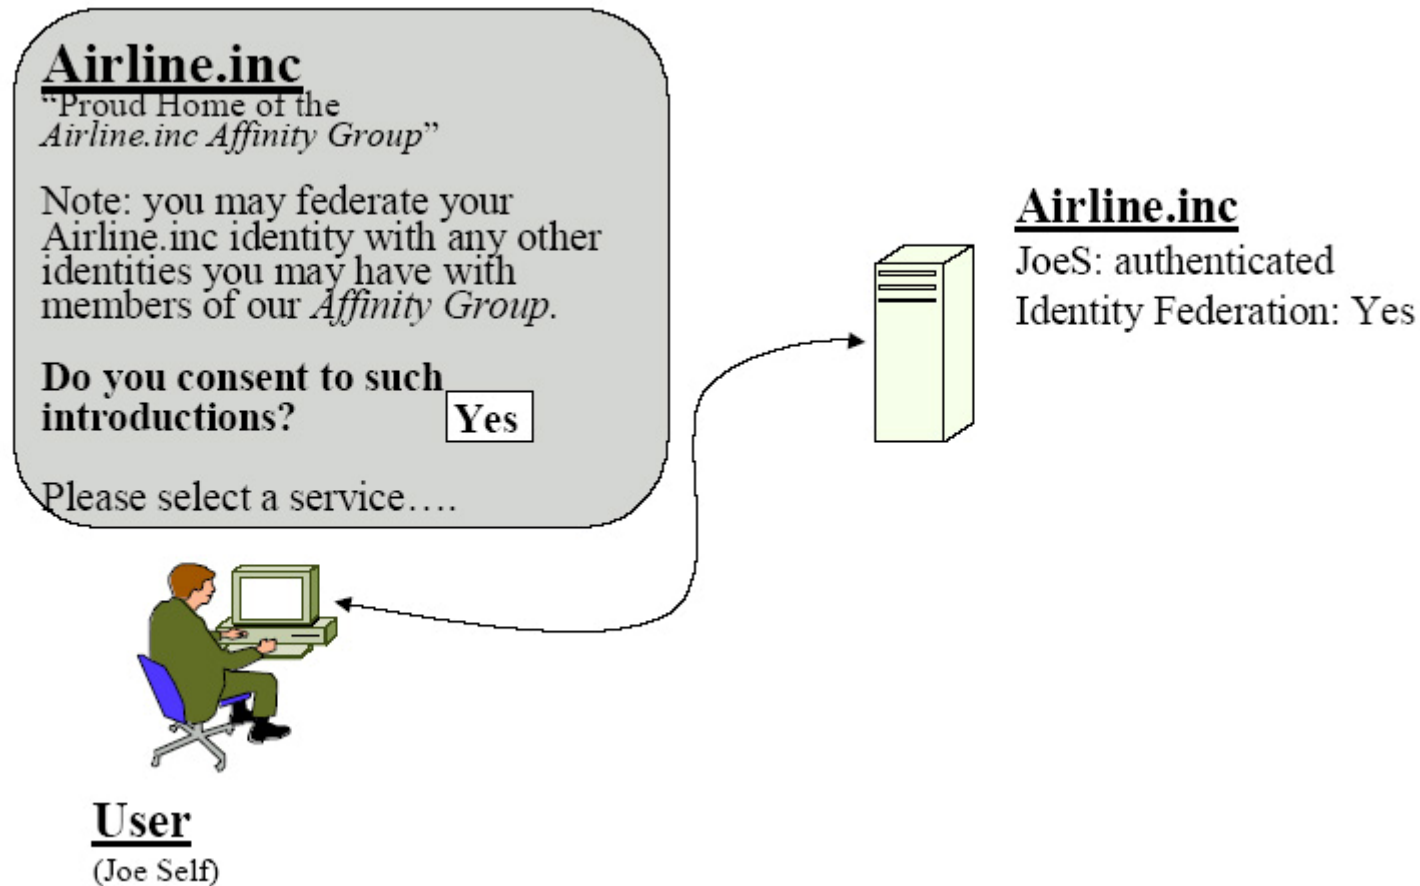 Airline.inc
“Proud Home of the
Airline.inc Affinity Group”
Note: you may federate your
Airline.inc identity with any other
identities you may have with
members of our Affinity Group.
Do you consent to such
introductions?
Yes
Please select a service….
Airline.inc
JoeS: authenticated
Identity Federation: Yes
User
(Joe Self)